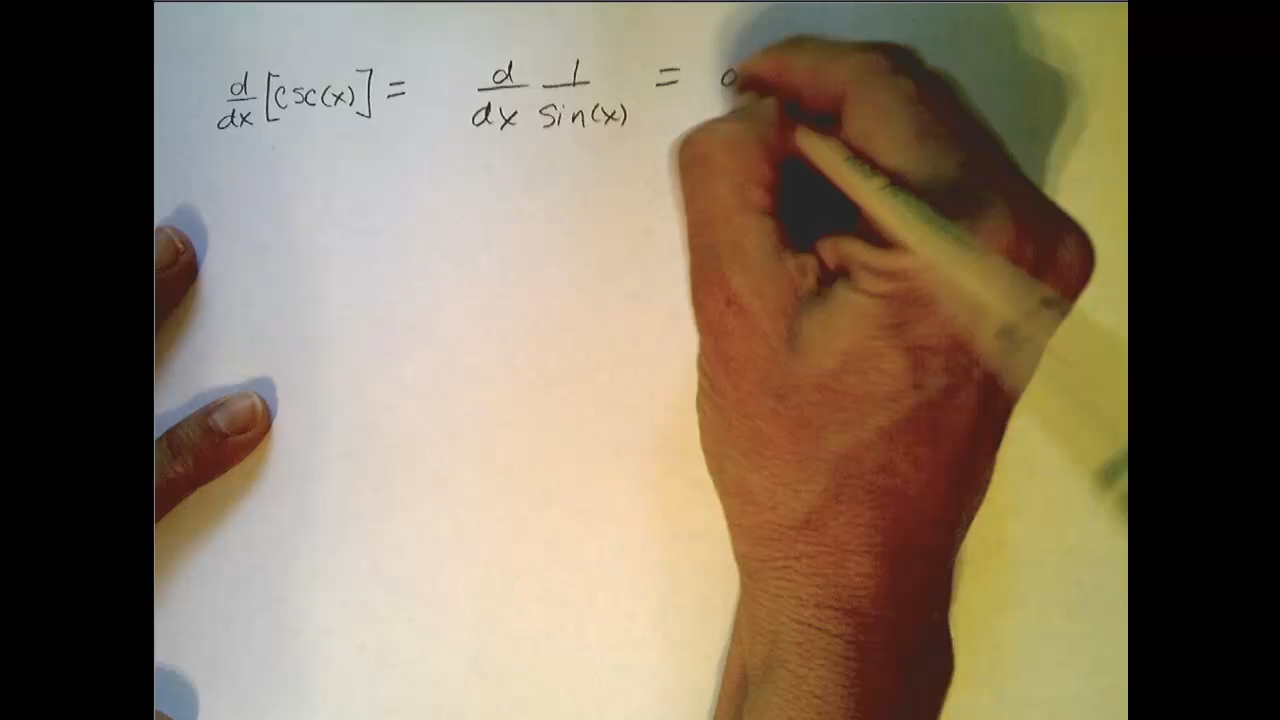 d/dx [csc(x)] = d/dx 1/sin(x) =